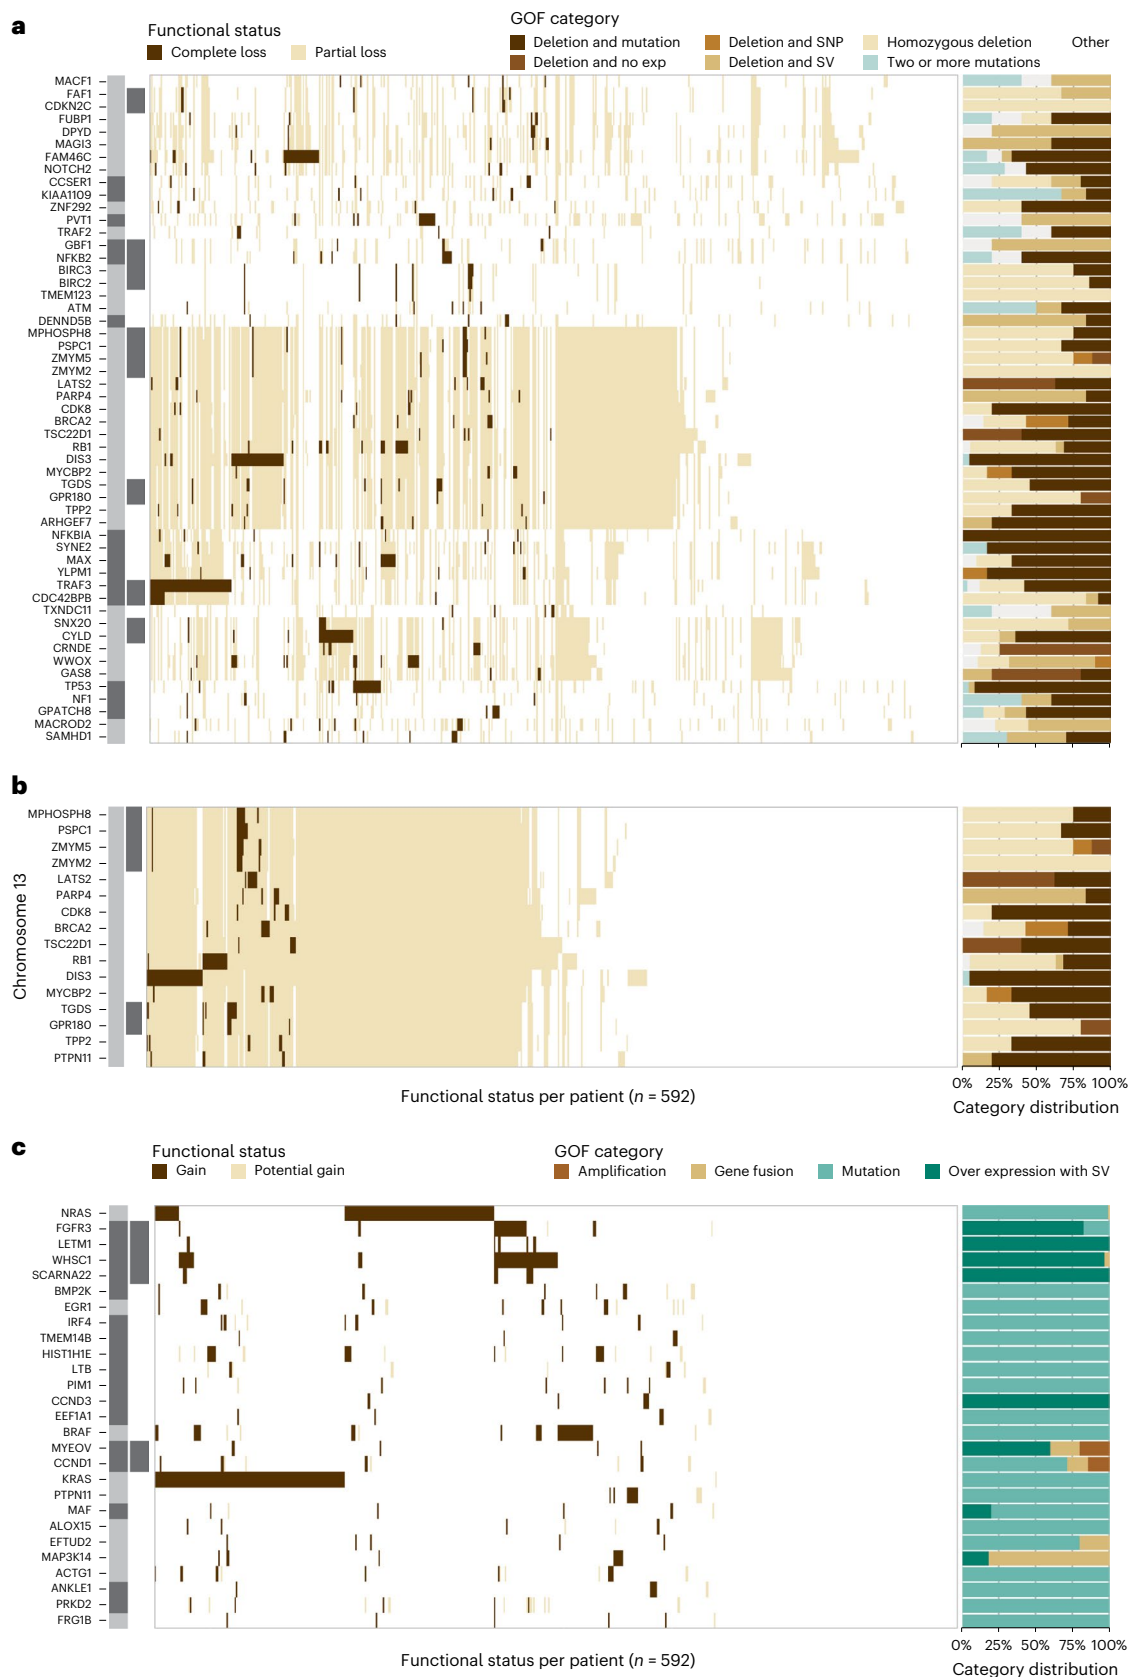 a
Functional status
Complete loss
Partial loss
GOF category
Deletion and mutation
Deletion and SNP
Homozygous deletion
Other
Deletion and no exp
Deletion and SV
Two or more mutations
MACF1
FAF1
CDKN2C
FUBP1
DPYD
MAGI3
FAM46C
NOTCH2
CCSER1
KIAA1109
ZNF292
PVT1
TRAF2
GBF1
NFKB2
BIRC3
BIRC2
TMEM123
ATM
DENND5B
MPHOSPH8
PSPC1
ZMYM5
ZMYM2
LATS2
PARP4
CDK8
BRCA2
TSC22D1
RB1
DIS3
MYCBP2
TGDS
GPR180
TPP2
ARHGEF7
NFKBIA
SYNE2
MAX
YLPM1
TRAF3
CDC42BPB
TXNDC11
SNX20
CYLD
CRNDE
WWOX
GAS8
TP53
NF1
GPATCH8
MACROD2
SAMHD1
0% 25% 50% 75% 100%
b
Chromosome 13
MPHOSPH8
PSPC1
ZMYM5
ZMYM2
LATS2
PARP4
CDK8
BRCA2
TSC22D1
RB1
DIS3
MYCBP2
TGDS
GPR180
TPP2
PTPN11
0% 25% 50% 75% 100%
Functional status per patient (n = 592)
Category distribution
c
Functional status
Gain
Potential gain
GOF category
Amplification
Gene fusion
Mutation
Over expression with SV
NRAS
FGFR3
LETM1
WHSC1
SCARNA22
BMP2K
EGR1
IRF4
TMEM14B
HIST1H1E
LTB
PIM1
CCND3
EEF1A1
BRAF
MYEOV
CCND1
KRAS
PTPN11
MAF
ALOX15
EFTUD2
MAP3K14
ACTG1
ANKLE1
PRKD2
FRG1B
0% 25% 50% 75% 100%
Functional status per patient (n = 592)
Category distribution